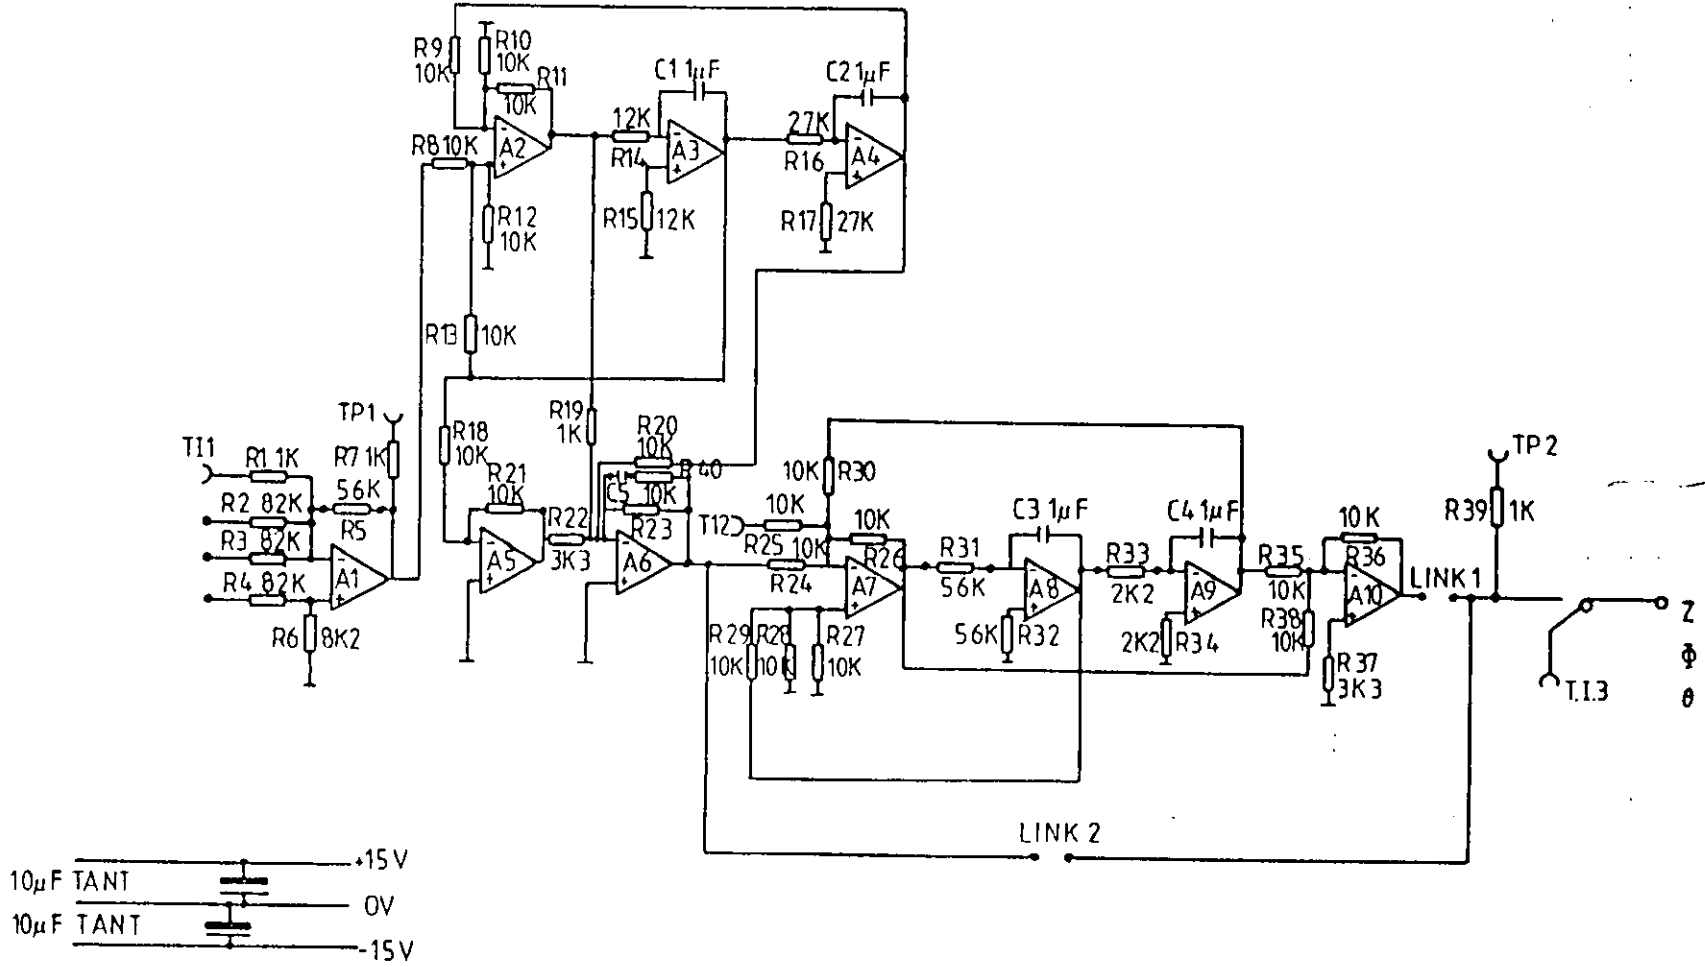 R9
10K
R10
10K
R11
10K
C1 1µF
C2 1µF
R8 10K
A2
12K
R14
A3
27K
R16
A4
R12
10K
R15 12K
R17 27K
R13 10K
TP1
R18
10K
R19
1K
R20
10K
R40
10K
C5
TI1
R1 1K
R7 1K
56K
R5
R2 82K
R3 82K
R4 82K
A1
R6 8K2
R21
10K
A5
R22
3K3
R23
A6
10K R30
TI2
10K
R25
10K
R24
10K
R26
A7
R31
56K
C3 1µF
A8
R33
2K2
C4 1µF
A9
R35
10K
10K
R36
A10
LINK 1
TP2
R39 1K
R29
10K
R28
10K
R27
10K
56K R32
2K2 R34
R38
10K
R37
3K3
T.I.3
Z
Φ
θ
LINK 2
+15V
10µF TANT
0V
10µF TANT
-15V